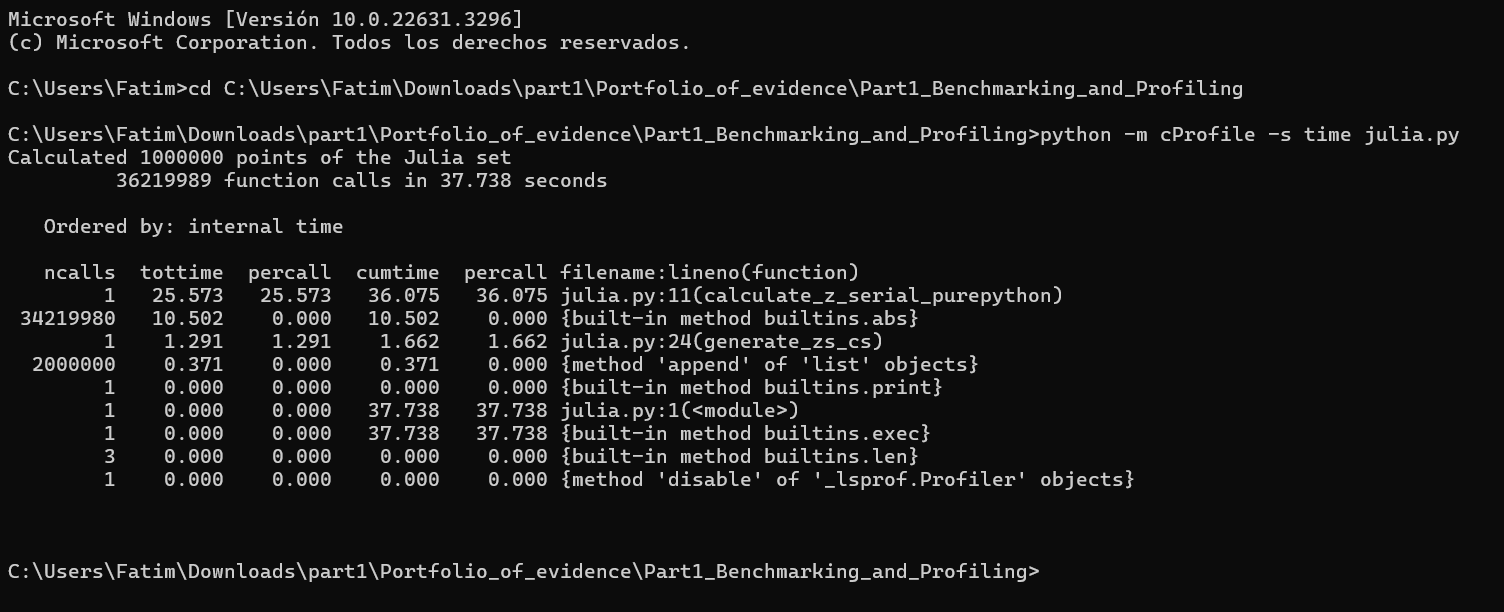 Microsoft Windows [Versión 10.0.22631.3296]
(c) Microsoft Corporation. Todos los derechos reservados.
C:\Users\Fatim>cd C:\Users\Fatim\Downloads\part1\Portfolio_of_evidence\Part1_Benchmarking_and_Profiling
C:\Users\Fatim\Downloads\part1\Portfolio_of_evidence\Part1_Benchmarking_and_Profiling>python -m cProfile -s time julia.py
Calculated 1000000 points of the Julia set
         36219989 function calls in 37.738 seconds
   Ordered by: internal time
   ncalls  tottime  percall  cumtime  percall filename:lineno(function)
        1   25.573   25.573   36.075   36.075 julia.py:11(calculate_z_serial_purepython)
 34219980   10.502    0.000   10.502    0.000 {built-in method builtins.abs}
        1    1.291    1.291    1.662    1.662 julia.py:24(generate_zs_cs)
  2000000    0.371    0.000    0.371    0.000 {method 'append' of 'list' objects}
        1    0.000    0.000    0.000    0.000 {built-in method builtins.print}
        1    0.000    0.000   37.738   37.738 julia.py:1(<module>)
        1    0.000    0.000   37.738   37.738 {built-in method builtins.exec}
        3    0.000    0.000    0.000    0.000 {built-in method builtins.len}
        1    0.000    0.000    0.000    0.000 {method 'disable' of '_lsprof.Profiler' objects}
C:\Users\Fatim\Downloads\part1\Portfolio_of_evidence\Part1_Benchmarking_and_Profiling>